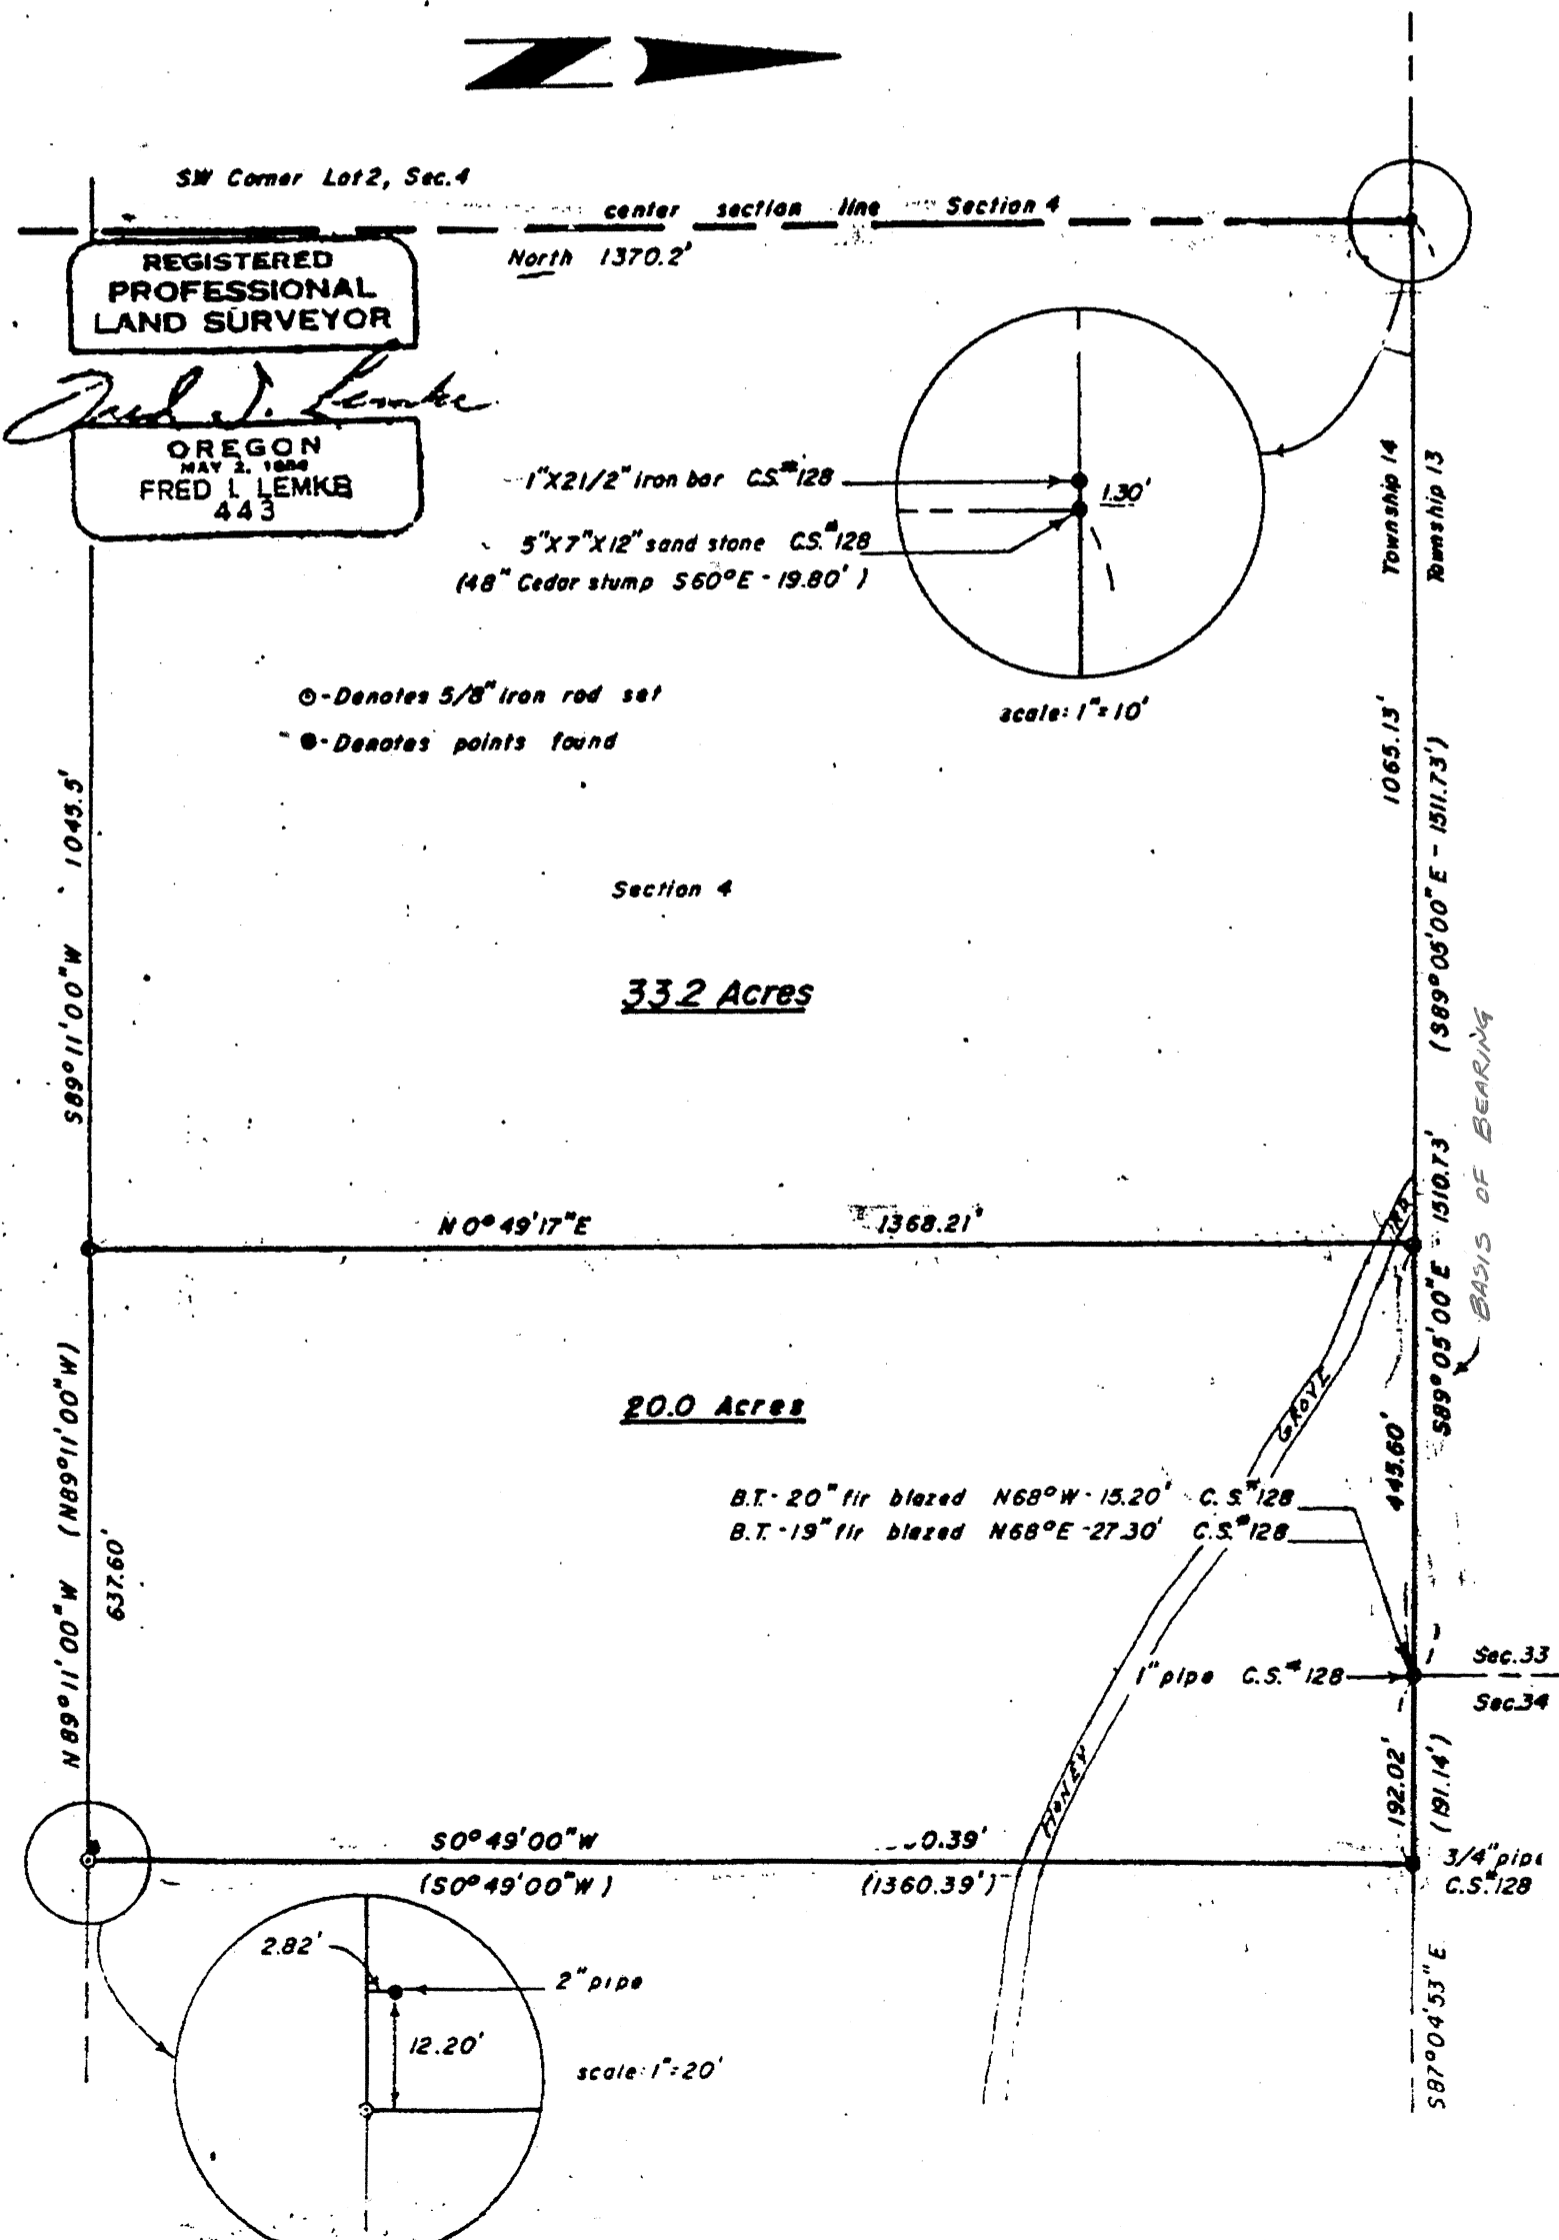 SW Corner Lot 2, Sec. 4
center section line Section 4
North 1370.2'
REGISTERED
PROFESSIONAL
LAND SURVEYOR
OREGON
MAY 2,
FRED I. LEMKE
443
1"X21/2" iron bar C.S.#128
1.30'
5"X7"X12" sand stone C.S.#128
(48" Cedar stump S60°E - 19.80')
scale: 1"=10'
-Denotes 5/8" iron rod set
-Denotes points found
Township 14
Township 13
1065.13'
(S89°05'00"E - 1511.73')
S89°11'00"W 1045.5'
Section 4
33.2 Acres
BASIS OF BEARING
S89°05'00"E - 1510.73'
N0°49'17"E 1368.21'
20.0 Acres
445.60'
GROVE
HONEY
B.T.-20" fir blazed N68°W-15.20' C.S.#128
B.T.-19" fir blazed N68°E-27.30' C.S.#128
1" pipe C.S.#128
Sec.33
Sec.34
N89°11'00"W (N89°11'00"W)
637.60'
192.02'
(191.14')
S0°49'00"W 0.39'
(S0°49'00"W) (1360.39')
3/4" pipe
C.S.#128
S87°04'53"E
2.82'
2" pipe
12.20'
scale: 1"=20'